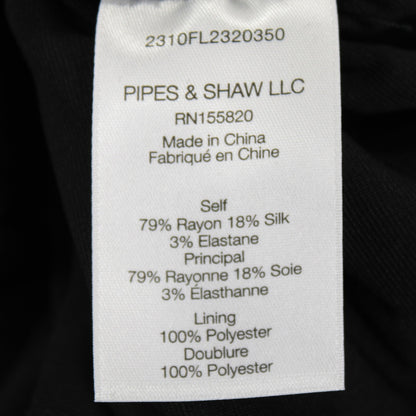 2310FL2320350
PIPES & SHAW LLC
RN155820
Made in China
Fabriqué en Chine
Self
79% Rayon 18% Silk
3% Elastane
Principal
79% Rayonne 18% Soie
3% Élasthanne
Lining
100% Polyester
Doublure
100% Polyester